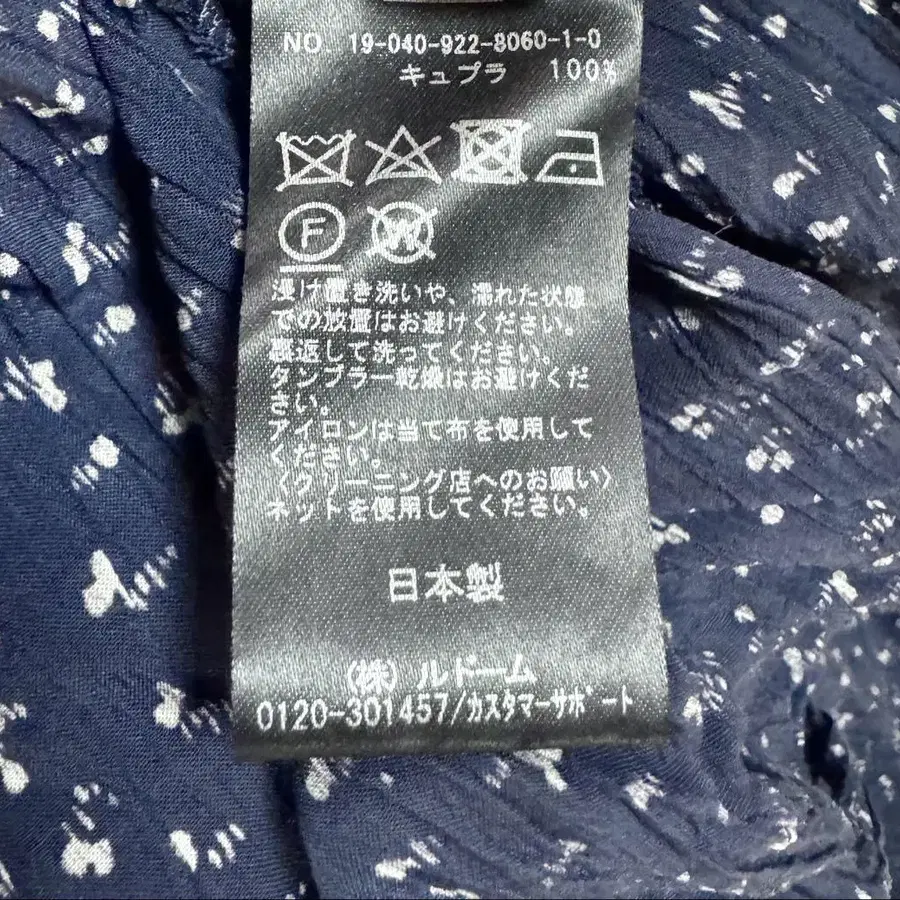 NO. 19-040-922-8060-1-0
キュプラ 100%
F
W
浸け置き洗いや、濡れた状態
での放置はお避けください。
裏返して洗ってください。
タンブラー乾燥はお避けくだ
さい。
アイロンは当て布を使用して
ください。
〈クリーニング店へのお願い〉
ネットを使用してください。
日本製
(株) ルドーム
0120-301457/カスタマーサポート